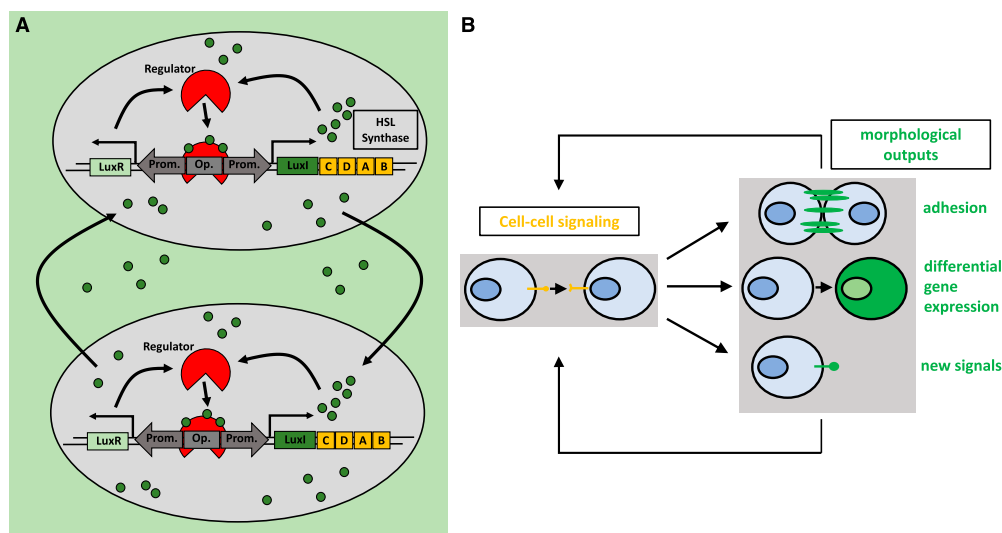 A
Regulator
HSL
Synthase
LuxR
Prom.
Op.
Prom.
LuxI
C
D
A
B
Regulator
LuxR
Prom.
Op.
Prom.
LuxI
C
D
A
B
B
morphological
outputs
Cell-cell signaling
adhesion
differential
gene
expression
new signals